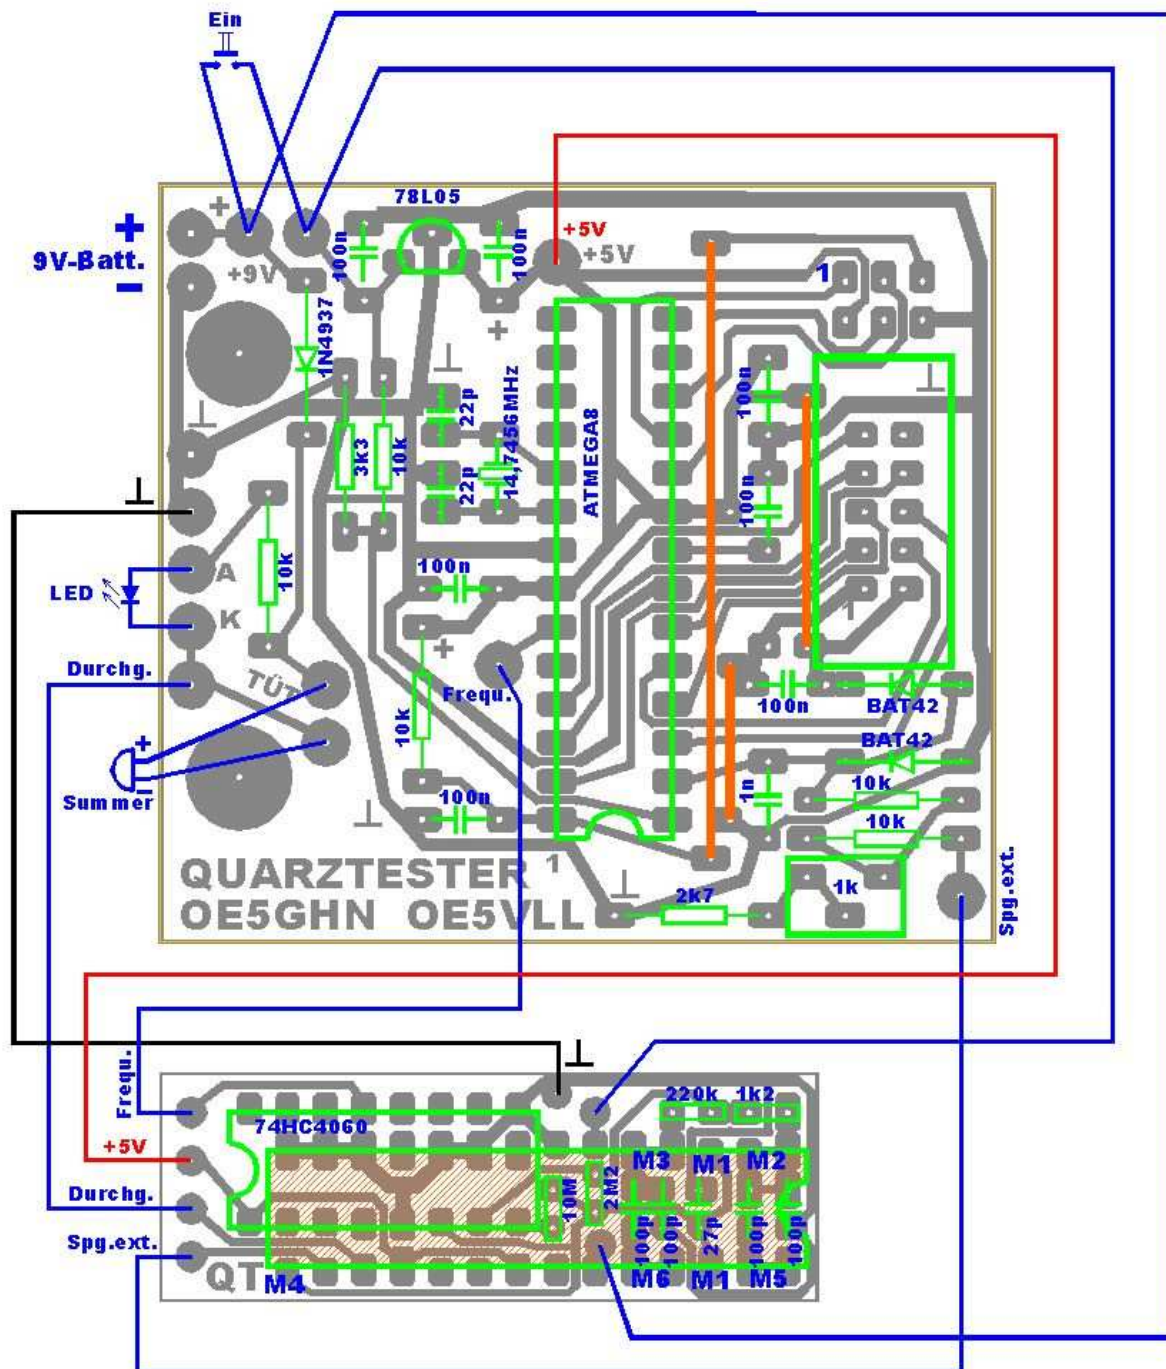 Ein
78L05
+
+5V
+5V
+
9V-Batt.
-
+9V
100n
100n
1
1N4937
+
⊥
⊥
⊥
22p
14,7456MHz
ATMEGA8
100n
3k3
10k
22p
100n
⊥
A
10k
100n
LED
K
1
+
Durchg.
TÜT
Frequ.
100n
BAT42
10k
BAT42
+
Summer
-
10k
1n
100n
10k
⊥
QUARZTESTER
1
⊥
2k7
1k
Spg.ext.
OE5GHN OE5VLL
⊥
Frequ.
220k
1k2
74HC4060
+5V
M3
M1
M2
Durchg.
10M
2M2
100p
100p
27p
100p
100p
Spg.ext.
QT
M4
M6
M1
M5